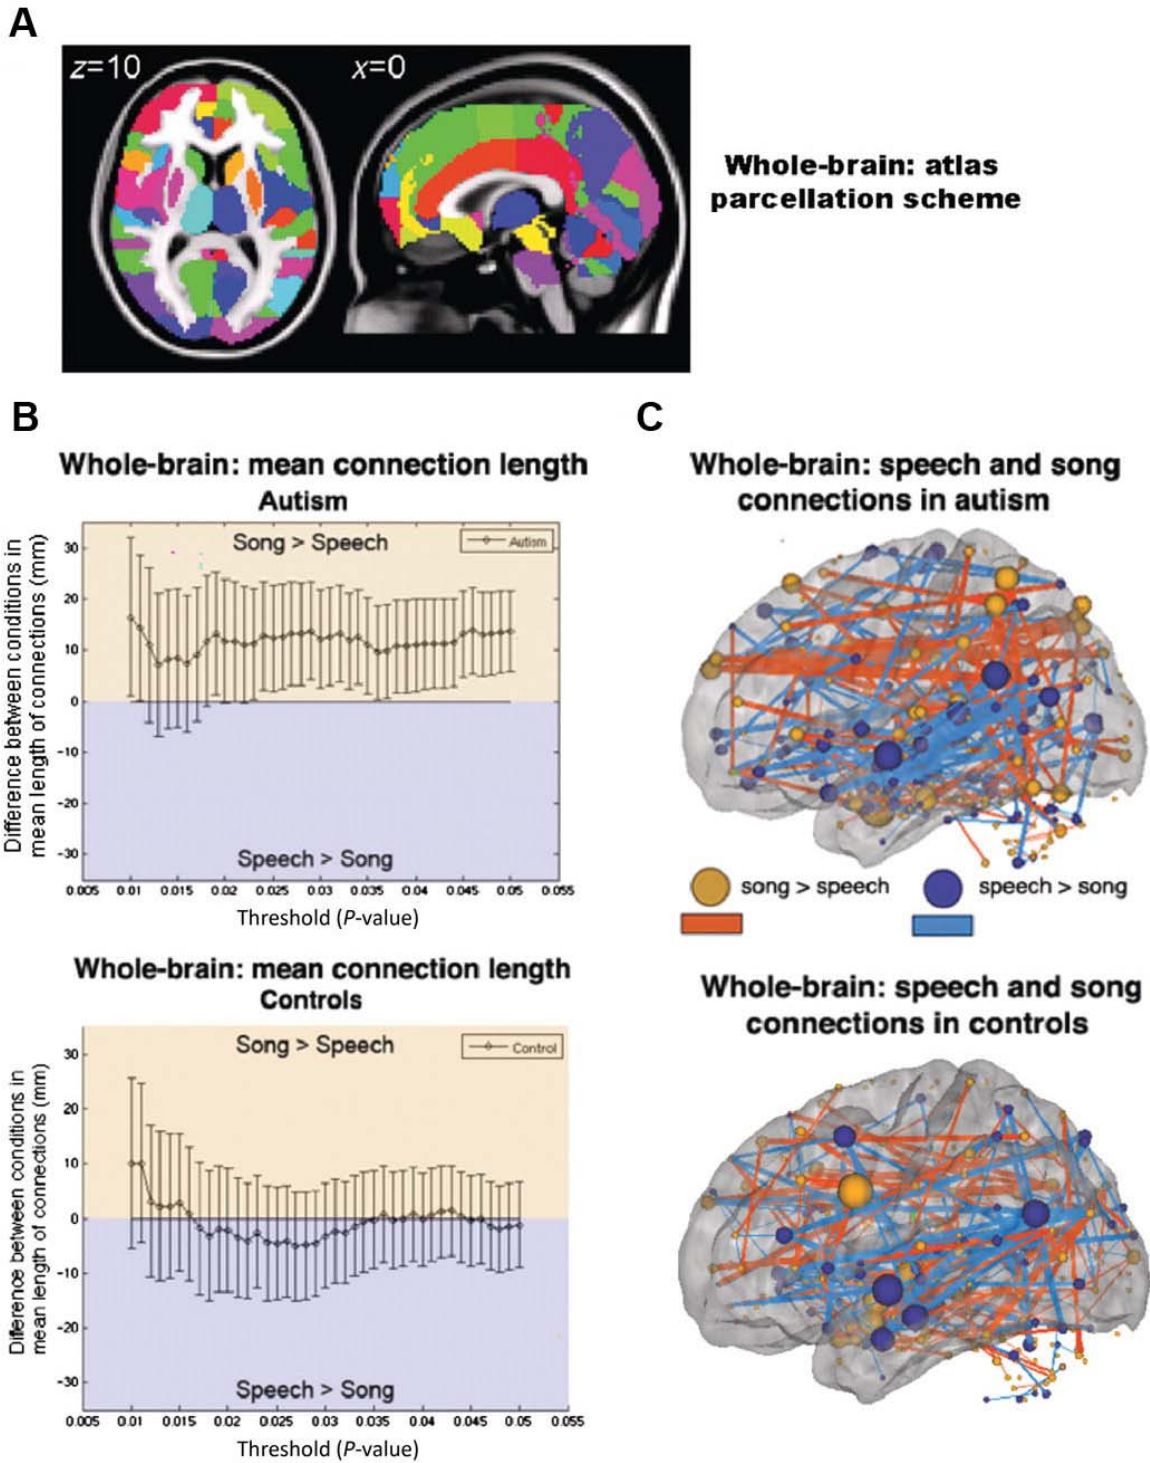 A
z=10
x=0
Whole-brain: atlas
parcellation scheme
B
Whole-brain: mean connection length
Autism
Difference between conditions in
mean length of connections (mm)
Song > Speech
Autism
30
20
10
0
-10
-20
-30
Speech > Song
0.005 0.01 0.015 0.02 0.025 0.03 0.035 0.04 0.045 0.05 0.055
Threshold (P-value)
Whole-brain: mean connection length
Controls
Difference between conditions in
mean length of connections (mm)
Song > Speech
Control
30
20
10
0
-10
-20
-30
Speech > Song
0.005 0.01 0.015 0.02 0.025 0.03 0.035 0.04 0.045 0.05 0.055
Threshold (P-value)
C
Whole-brain: speech and song
connections in autism
song > speech
speech > song
Whole-brain: speech and song
connections in controls